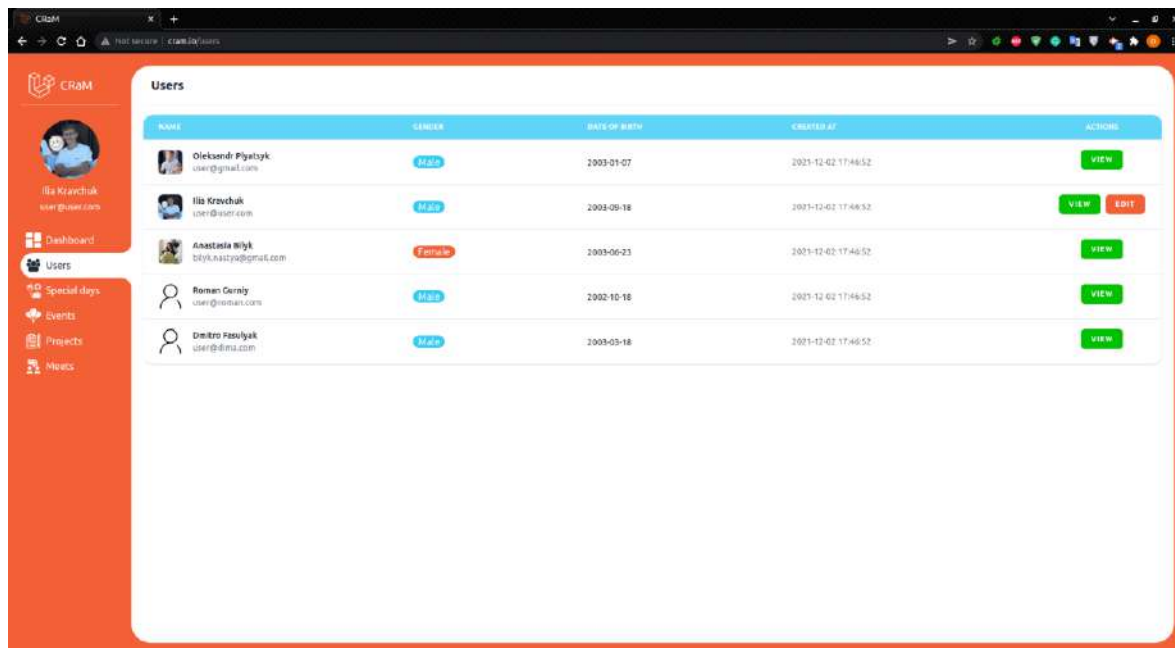 CRaM
Not secure | cram.io/users
CRaM
Users
Ilia Kravchuk
user@user.com
Dashboard
Users
Special days
Events
Projects
Meets
NAME GENDER DATE OF BIRTH CREATED AT ACTIONS
Oleksandr Plyatsyk
user@gmail.com
Male 2003-01-07 2021-12-02 17:46:52 VIEW
Ilia Kravchuk
user@user.com
Male 2003-09-18 2021-12-02 17:46:52 VIEW EDIT
Anastasia Bilyk
bilyk.nastya@gmail.com
Female 2003-06-23 2021-12-02 17:46:52 VIEW
Roman Gurniy
user@roman.com
Male 2002-10-18 2021-12-02 17:46:52 VIEW
Dmitro Fasulyak
user@dima.com
Male 2003-03-18 2021-12-02 17:46:52 VIEW